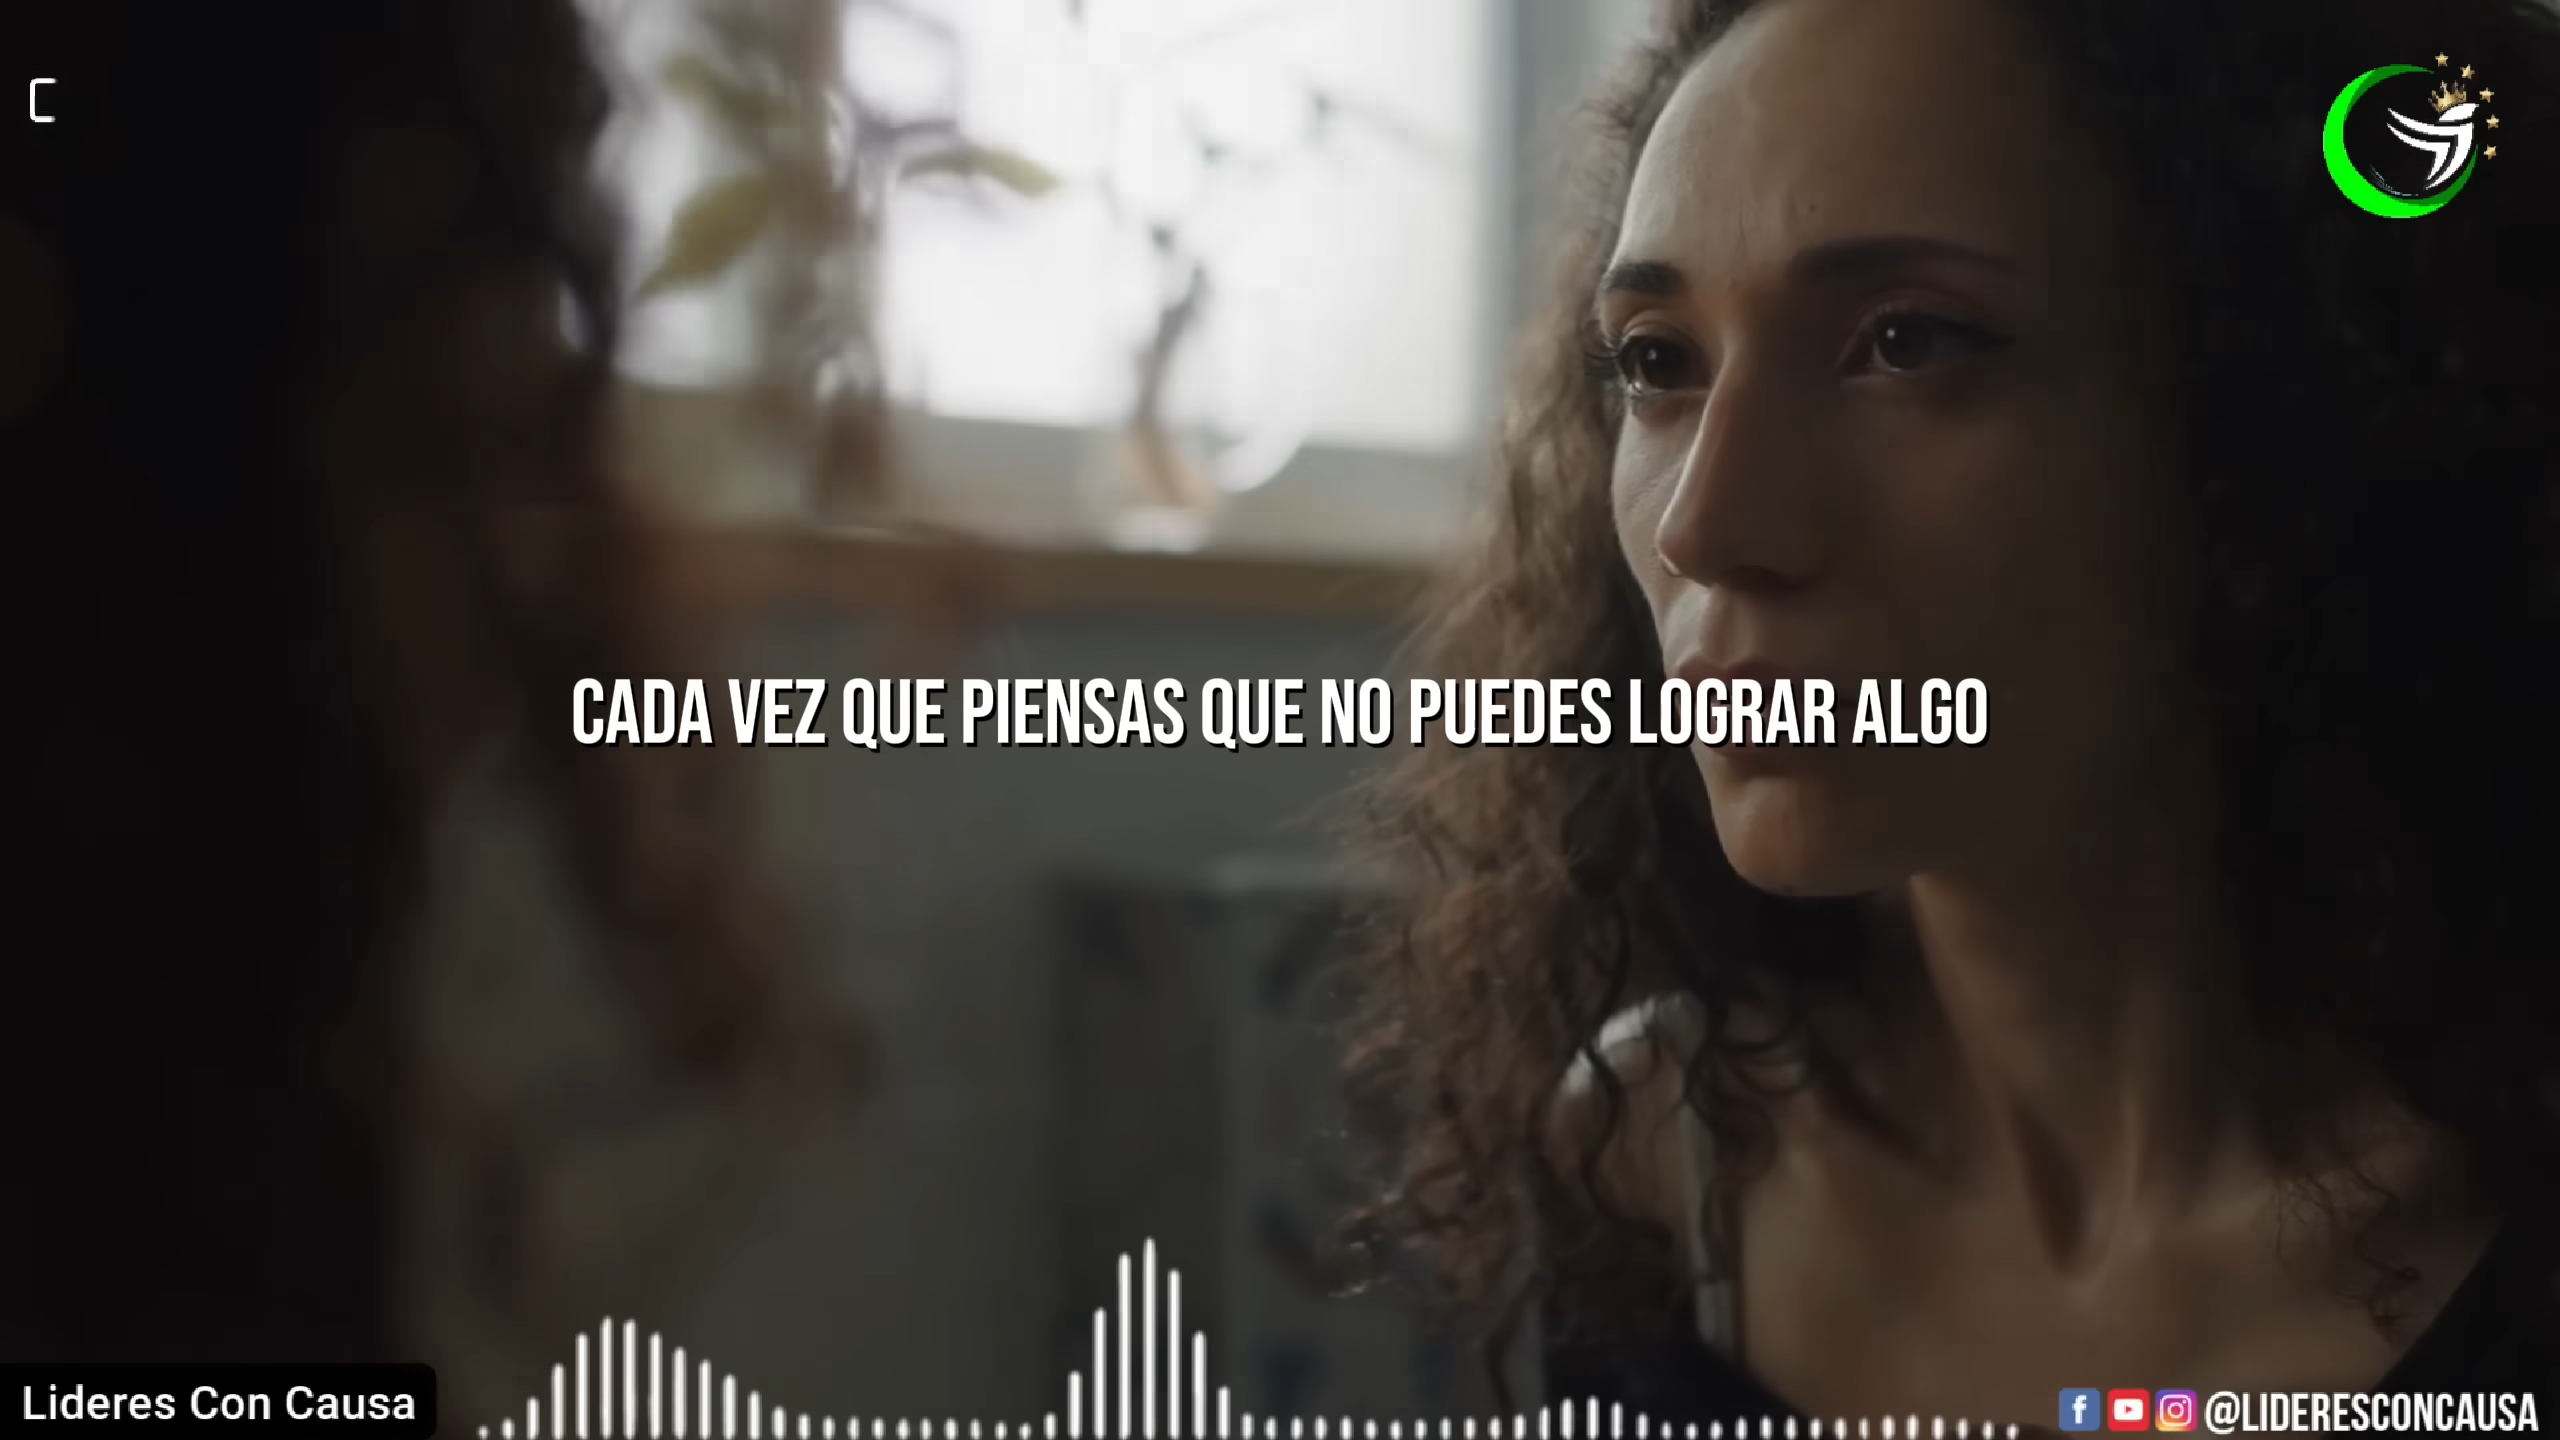 C
CADA VEZ QUE PIENSAS QUE NO PUEDES LOGRAR ALGO
Lideres Con Causa
@LIDERESCONCAUSA